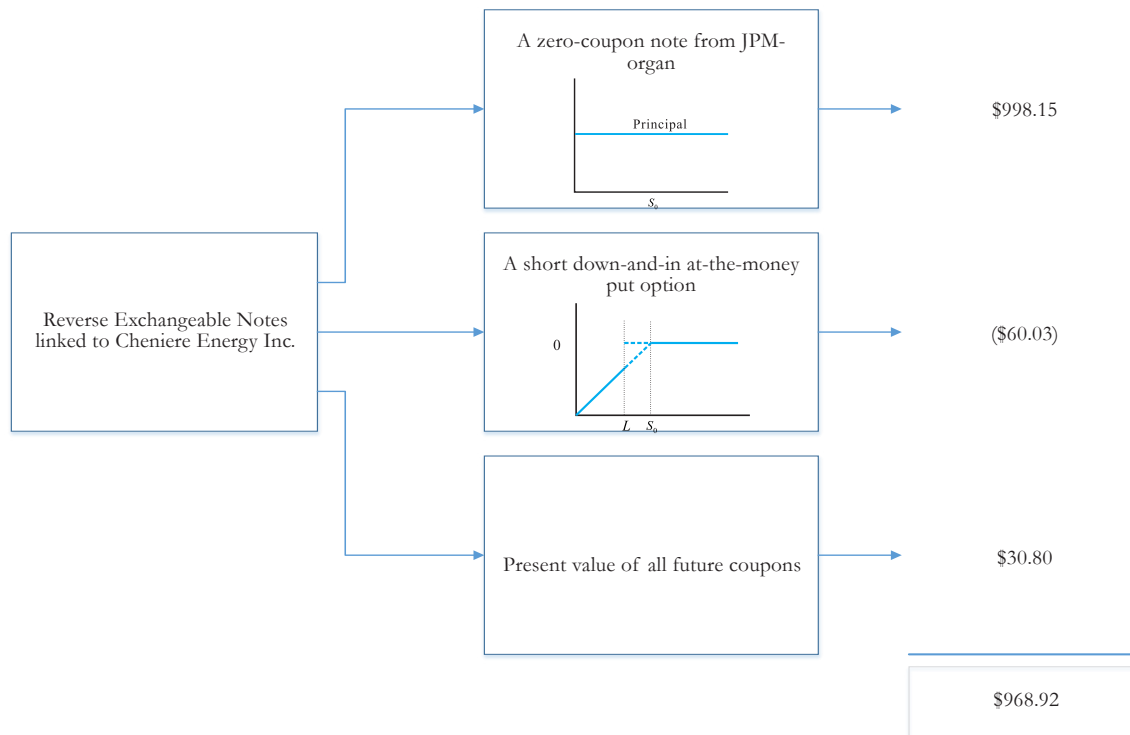 A zero-coupon note from JPM-
organ
Principal
S₀
$998.15
Reverse Exchangeable Notes
linked to Cheniere Energy Inc.
A short down-and-in at-the-money
put option
0
L S₀
($60.03)
Present value of all future coupons
$30.80
$968.92